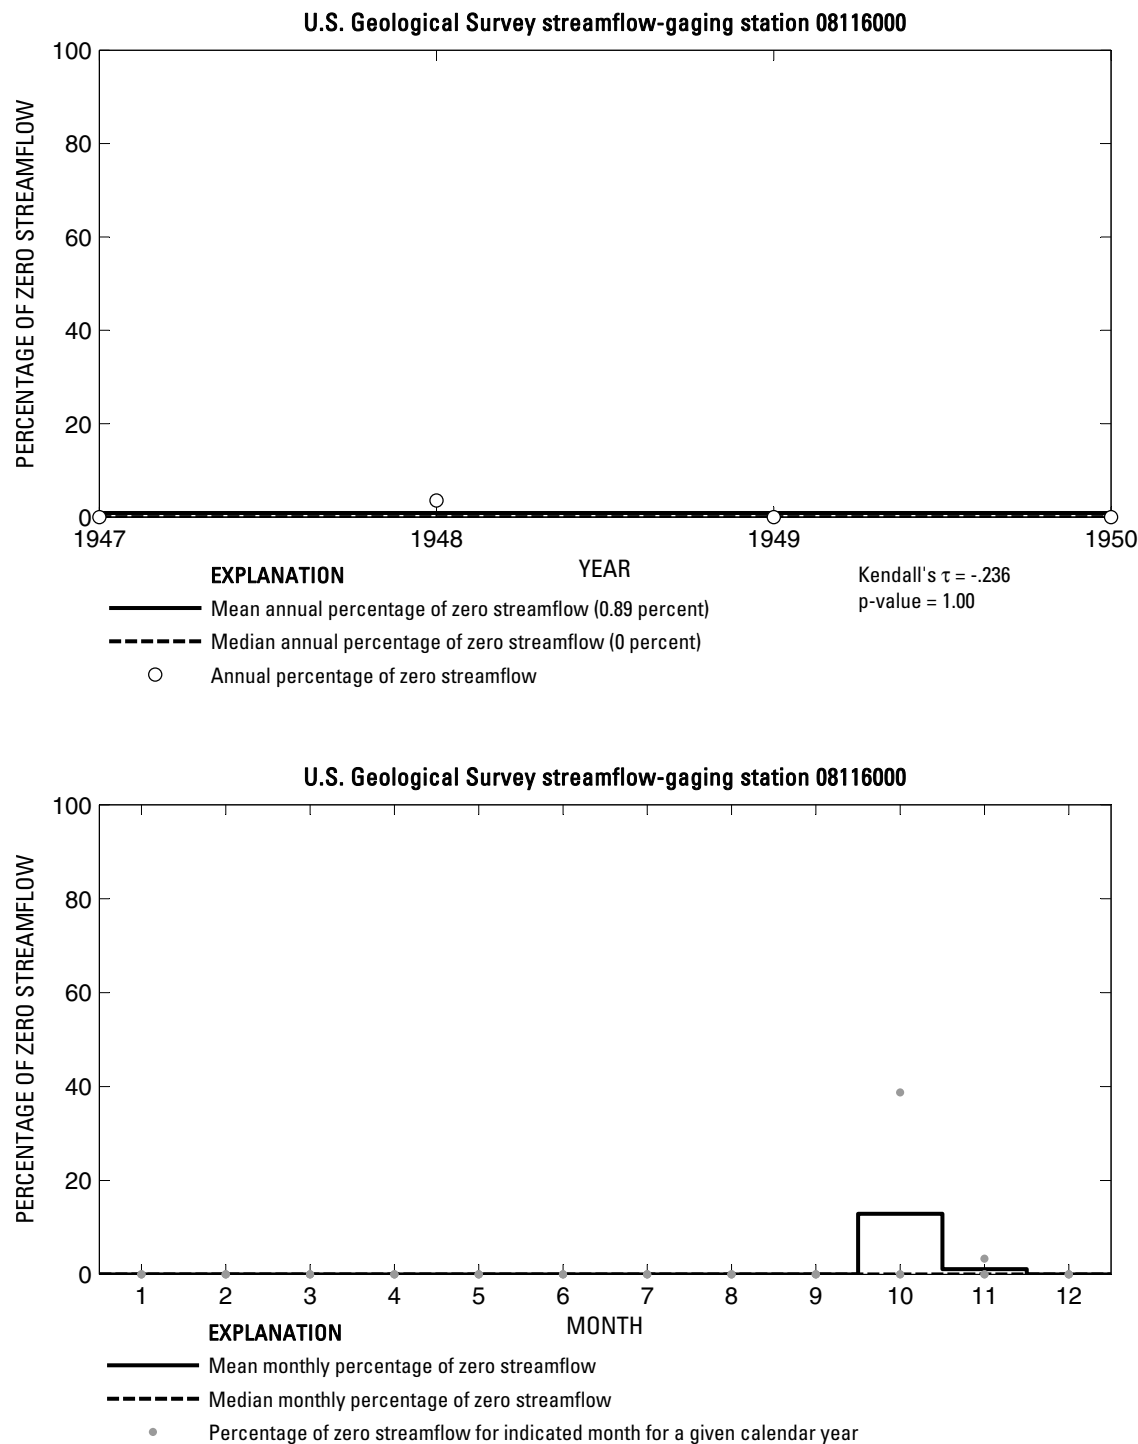 U.S. Geological Survey streamflow-gaging station 08116000
PERCENTAGE OF ZERO STREAMFLOW
100
80
60
40
20
0
1947 1948 1949 1950
YEAR
EXPLANATION
Mean annual percentage of zero streamflow (0.89 percent)
Median annual percentage of zero streamflow (0 percent)
Annual percentage of zero streamflow
Kendall's τ = -.236
p-value = 1.00
U.S. Geological Survey streamflow-gaging station 08116000
PERCENTAGE OF ZERO STREAMFLOW
100
80
60
40
20
0
1 2 3 4 5 6 7 8 9 10 11 12
MONTH
EXPLANATION
Mean monthly percentage of zero streamflow
Median monthly percentage of zero streamflow
Percentage of zero streamflow for indicated month for a given calendar year